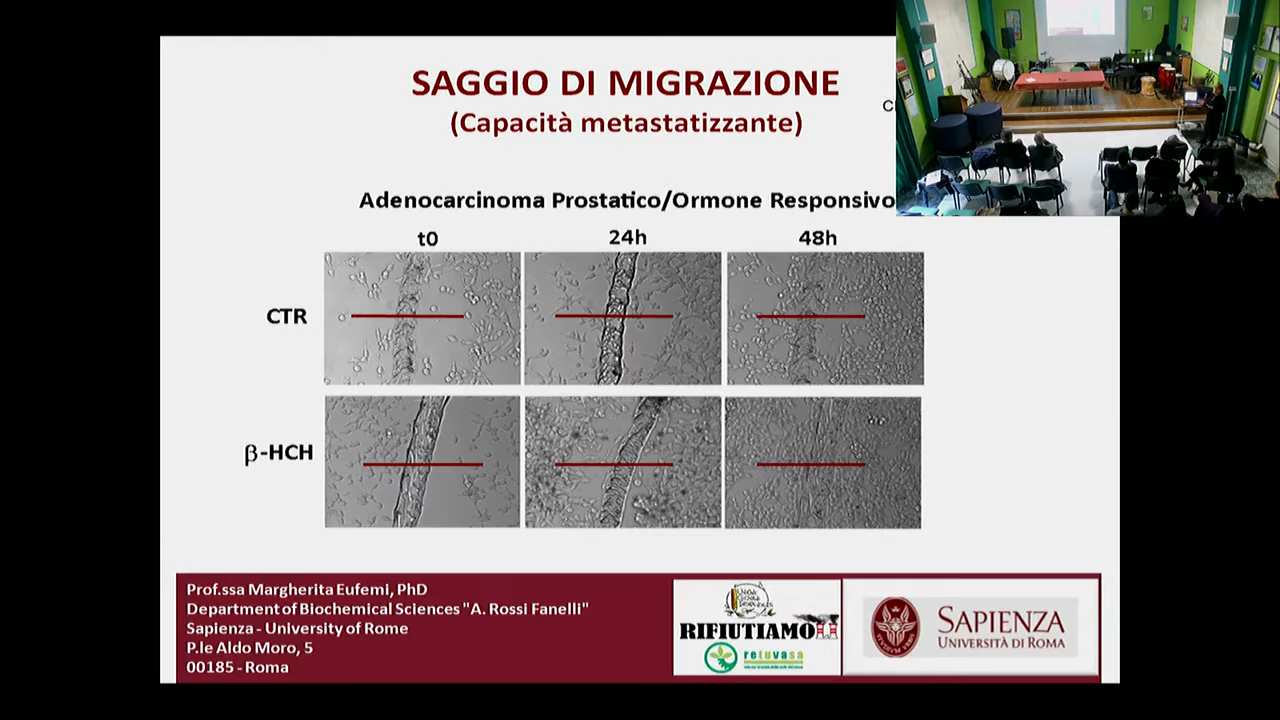 SAGGIO DI MIGRAZIONE
(Capacità metastatizzante)
C
Adenocarcinoma Prostatico/Ormone Responsivo
t0 24h 48h
CTR
β-HCH
Prof.ssa Margherita Eufemi, PhD
Department of Biochemical Sciences "A. Rossi Fanelli"
Sapienza - University of Rome
P.le Aldo Moro, 5
00185 - Roma
RIFIUTIAMOLI
retuvasa
SAPIENZA
UNIVERSITÀ DI ROMA